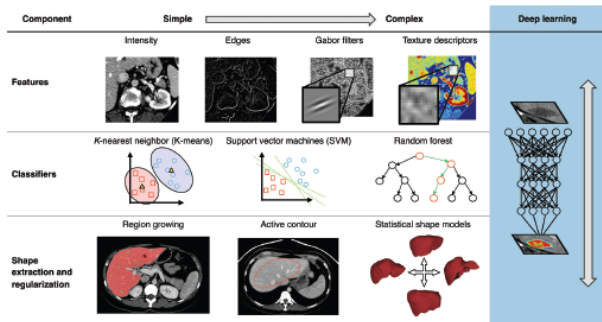 Component Simple Complex Deep learning
Intensity Edges Gabor filters Texture descriptors
Features
K-nearest neighbor (K-means) Support vector machines (SVM) Random forest
Classifiers
Region growing Active contour Statistical shape models
Shape
extraction and
regularization